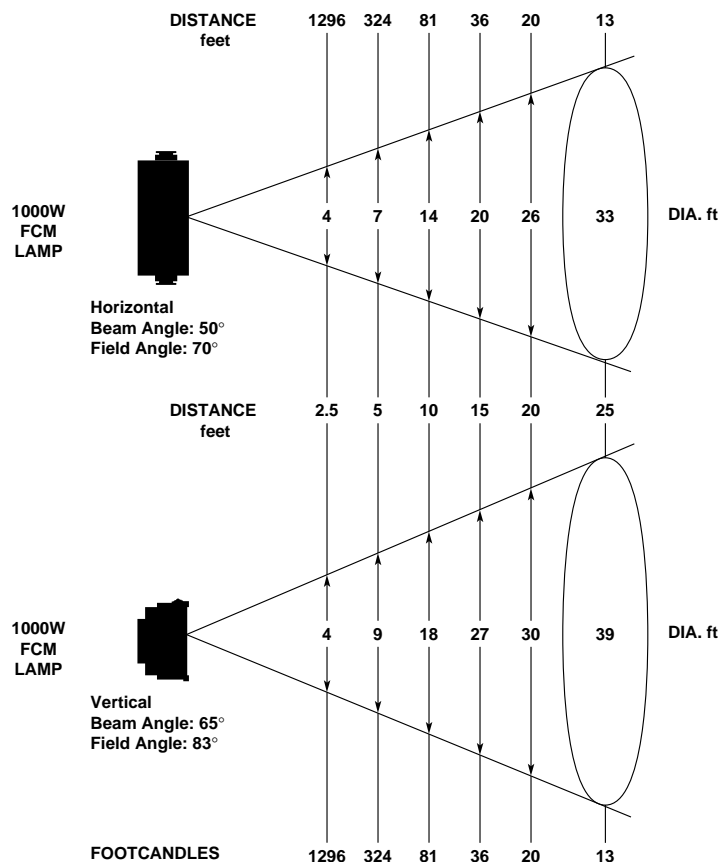 DISTANCE 1296 324 81 36 20 13
feet
1000W
FCM
LAMP
4 7 14 20 26 33 DIA. ft
Horizontal
Beam Angle: 50°
Field Angle: 70°
DISTANCE 2.5 5 10 15 20 25
feet
1000W
FCM
LAMP
4 9 18 27 30 39 DIA. ft
Vertical
Beam Angle: 65°
Field Angle: 83°
FOOTCANDLES 1296 324 81 36 20 13